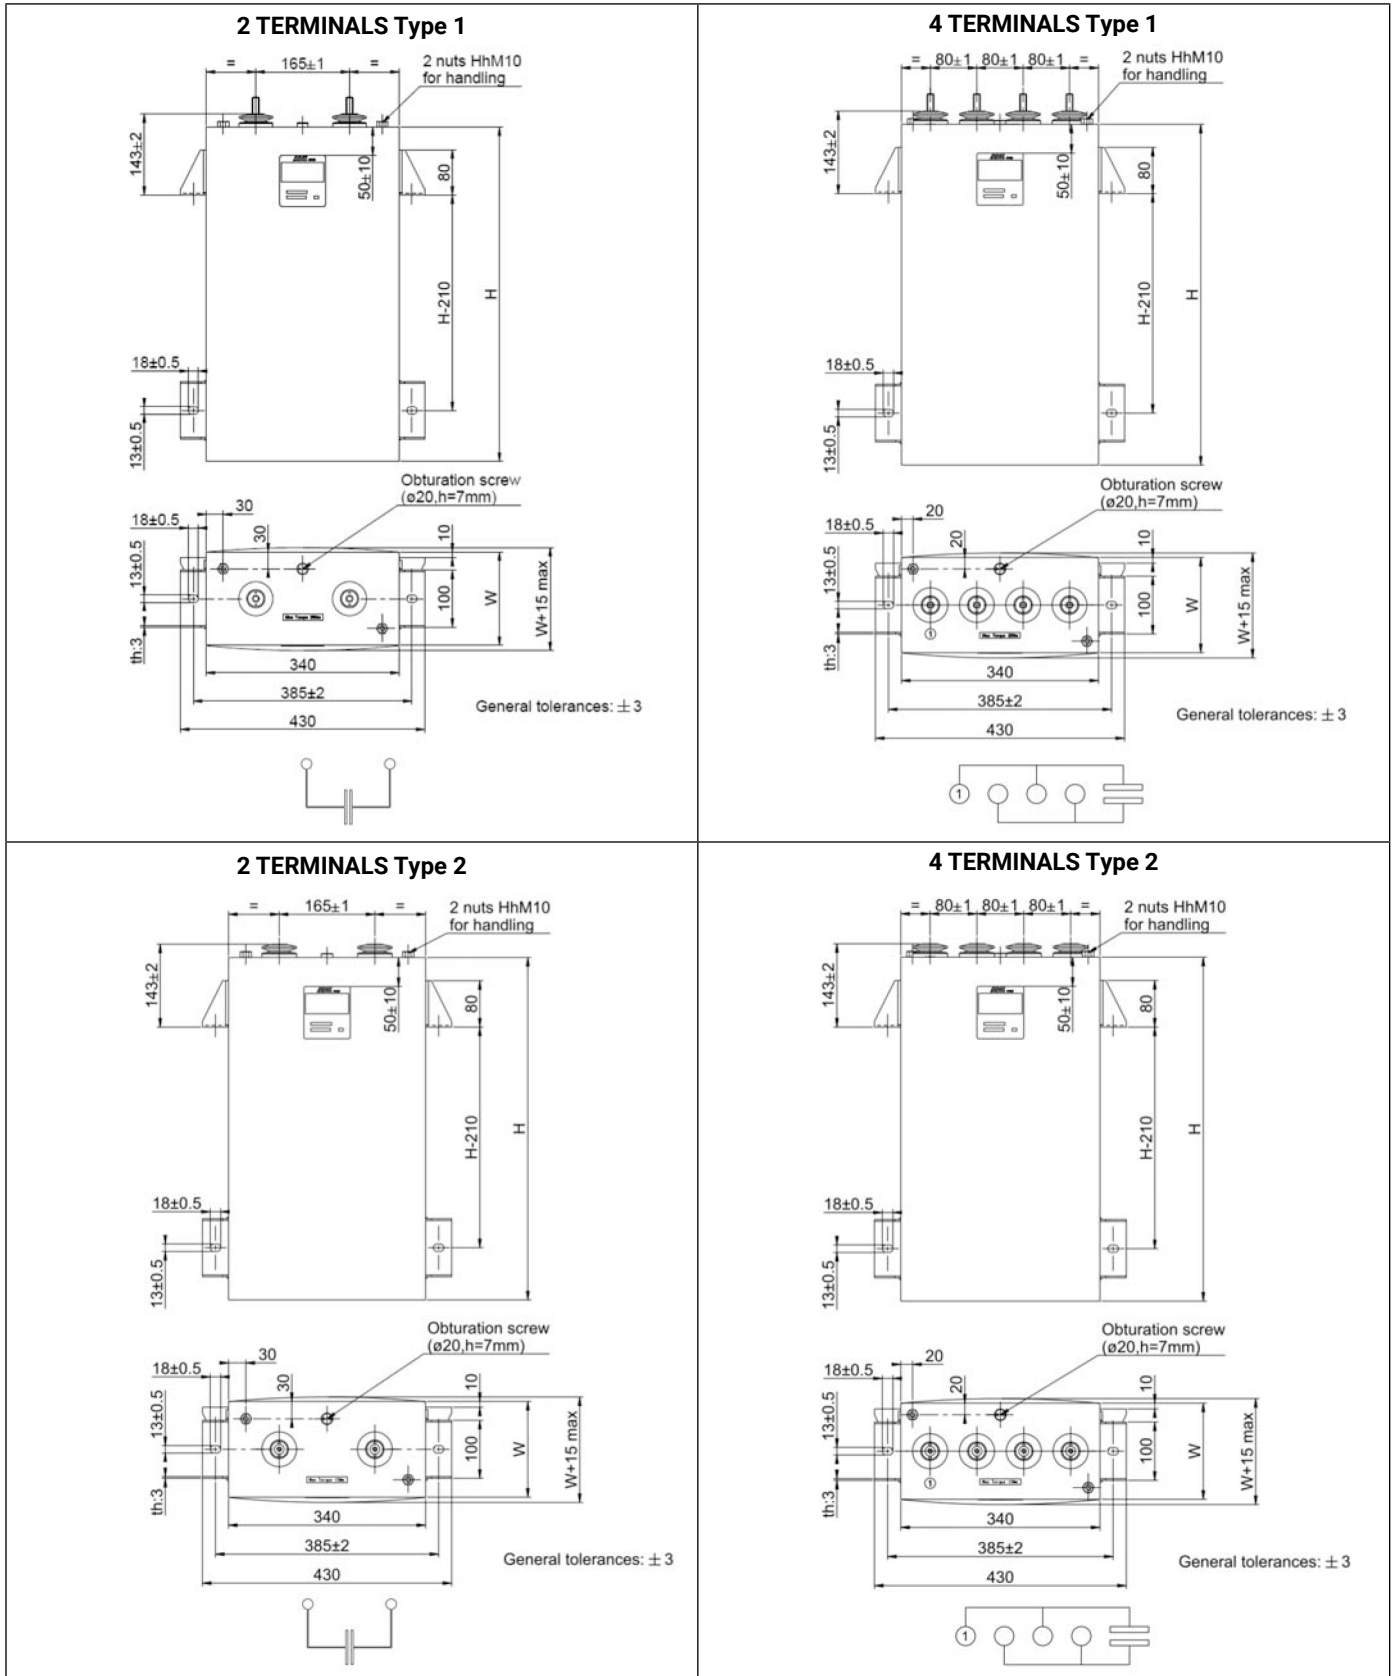 2 TERMINALS Type 1
= 165±1 =
2 nuts HhM10
for handling
143±2
50±10
80
H-210
H
18±0.5
13±0.5
Obturation screw
(ø20,h=7mm)
30
18±0.5
30
10
13±0.5
100
W
W+15 max
th:3
340
385±2
430
General tolerances: ±3
4 TERMINALS Type 1
= 80±1 80±1 80±1 =
2 nuts HhM10
for handling
143±2
50±10
80
H-210
H
18±0.5
13±0.5
Obturation screw
(ø20,h=7mm)
20
18±0.5
20
10
13±0.5
100
W
W+15 max
th:3
1
340
385±2
430
General tolerances: ±3
1
2 TERMINALS Type 2
= 165±1 =
2 nuts HhM10
for handling
143±2
50±10
80
H-210
H
18±0.5
13±0.5
Obturation screw
(ø20,h=7mm)
30
18±0.5
30
10
13±0.5
100
W
W+15 max
th:3
340
385±2
430
General tolerances: ±3
4 TERMINALS Type 2
= 80±1 80±1 80±1 =
2 nuts HhM10
for handling
143±2
50±10
80
H-210
H
18±0.5
13±0.5
Obturation screw
(ø20,h=7mm)
20
18±0.5
20
10
13±0.5
100
W
W+15 max
th:3
1
340
385±2
430
General tolerances: ±3
1